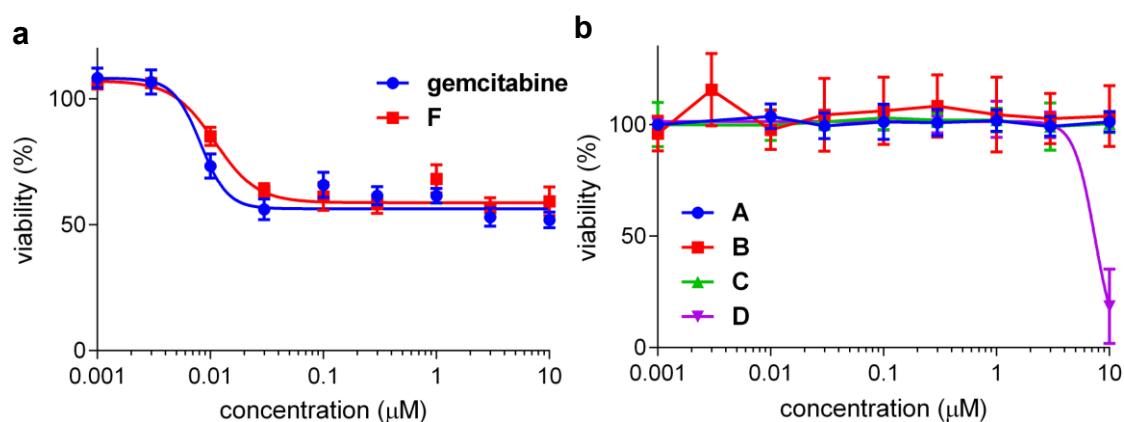 a
viability (%)
100
50
0
gemcitabine
F
0.001 0.01 0.1 1 10
concentration (μM)
b
viability (%)
100
50
0
A
B
C
D
0.001 0.01 0.1 1 10
concentration (μM)